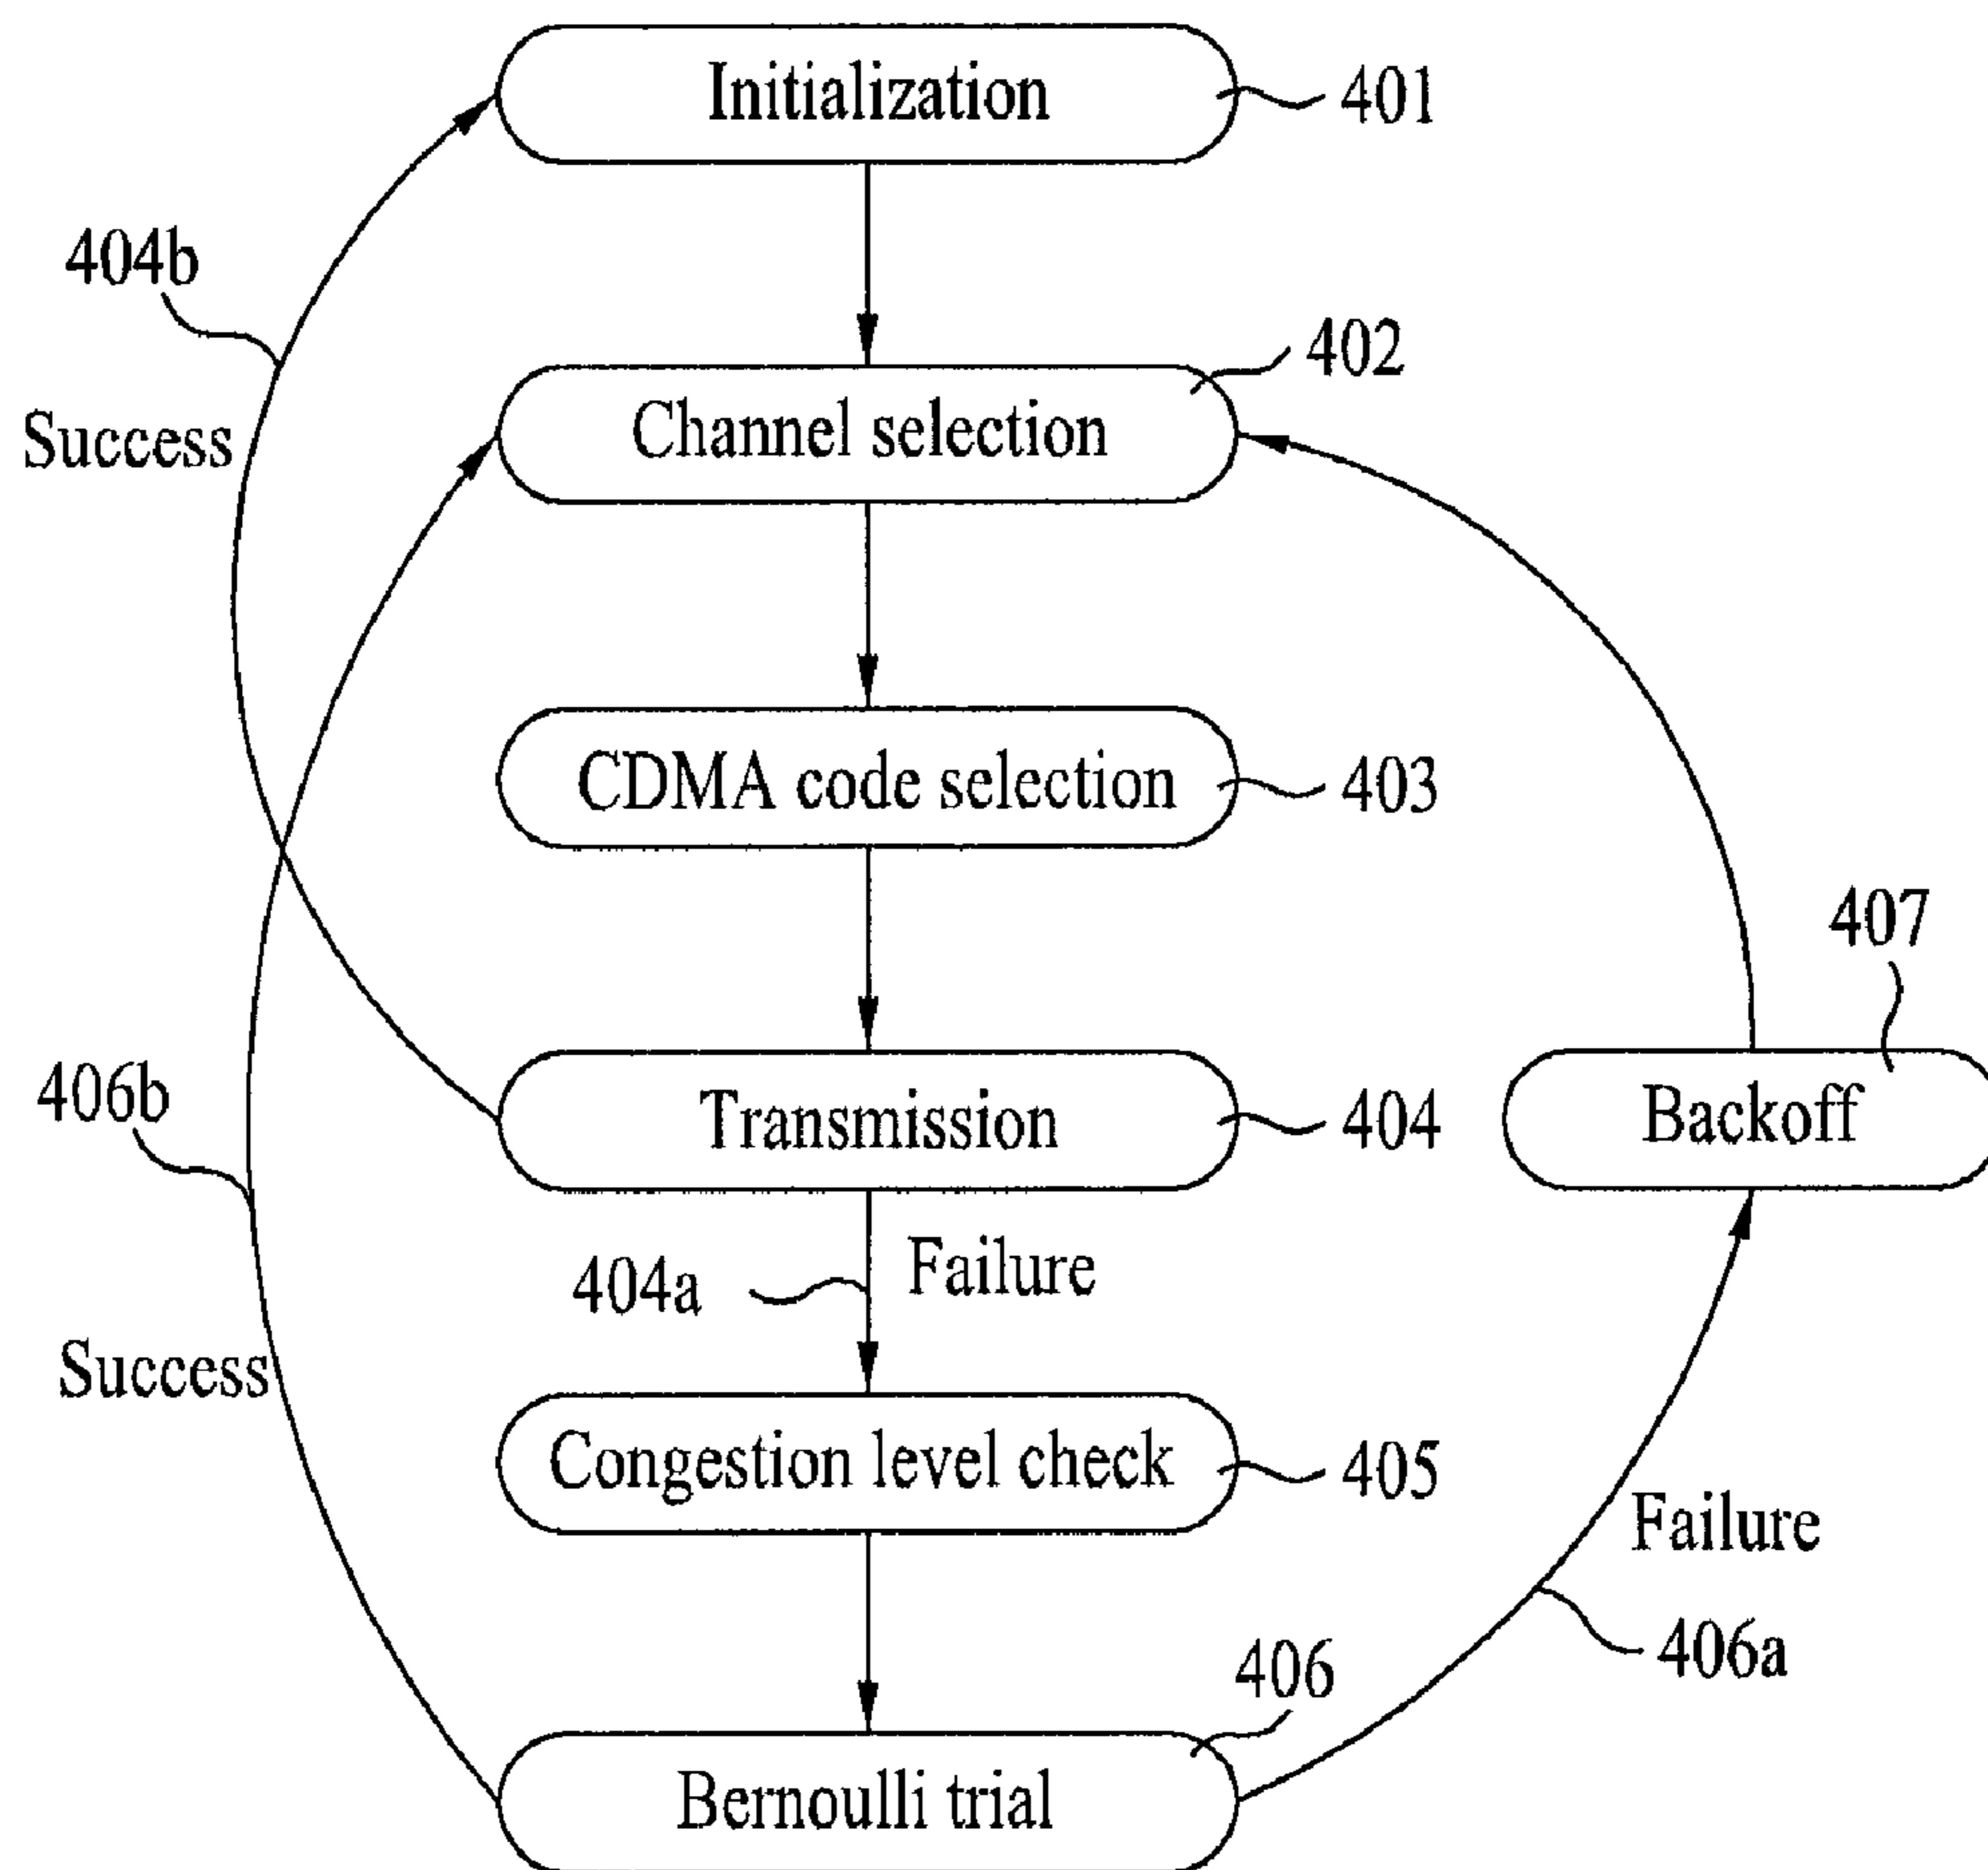 Initialization
401
404b
402
Success
Channel selection
CDMA code selection
403
407
406b
Transmission
404
Backoff
404a
Failure
Success
Congestion level check
405
Failure
406
406a
Bernoulli trial